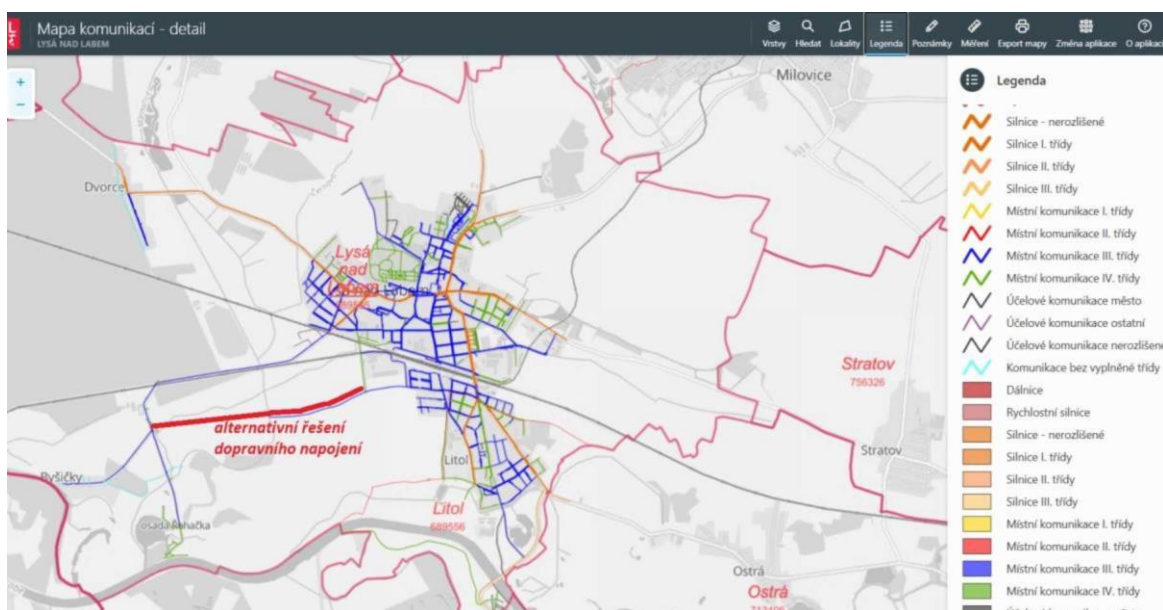 Mapa komunikací - detail
LYSÁ NAD LABEM
Vrstvy
Hledat
Lokality
Legenda
Poznámky
Měření
Export mapy
Změna aplikace
O aplikaci
+
−
Milovice
Dvorce
Lysá
nad
Labem
Stratov
756326
Stratov
alternativní řešení
dopravního napojení
Byšičky
Litol
Litol
689556
osada Řehačka
Ostrá
Ostrá
Legenda
Silnice - nerozlišené
Silnice I. třídy
Silnice II. třídy
Silnice III. třídy
Místní komunikace I. třídy
Místní komunikace II. třídy
Místní komunikace III. třídy
Místní komunikace IV. třídy
Účelové komunikace město
Účelové komunikace ostatní
Účelové komunikace nerozlišené
Komunikace bez vyplněné třídy
Dálnice
Rychlostní silnice
Silnice - nerozlišené
Silnice I. třídy
Silnice II. třídy
Silnice III. třídy
Místní komunikace I. třídy
Místní komunikace II. třídy
Místní komunikace III. třídy
Místní komunikace IV. třídy